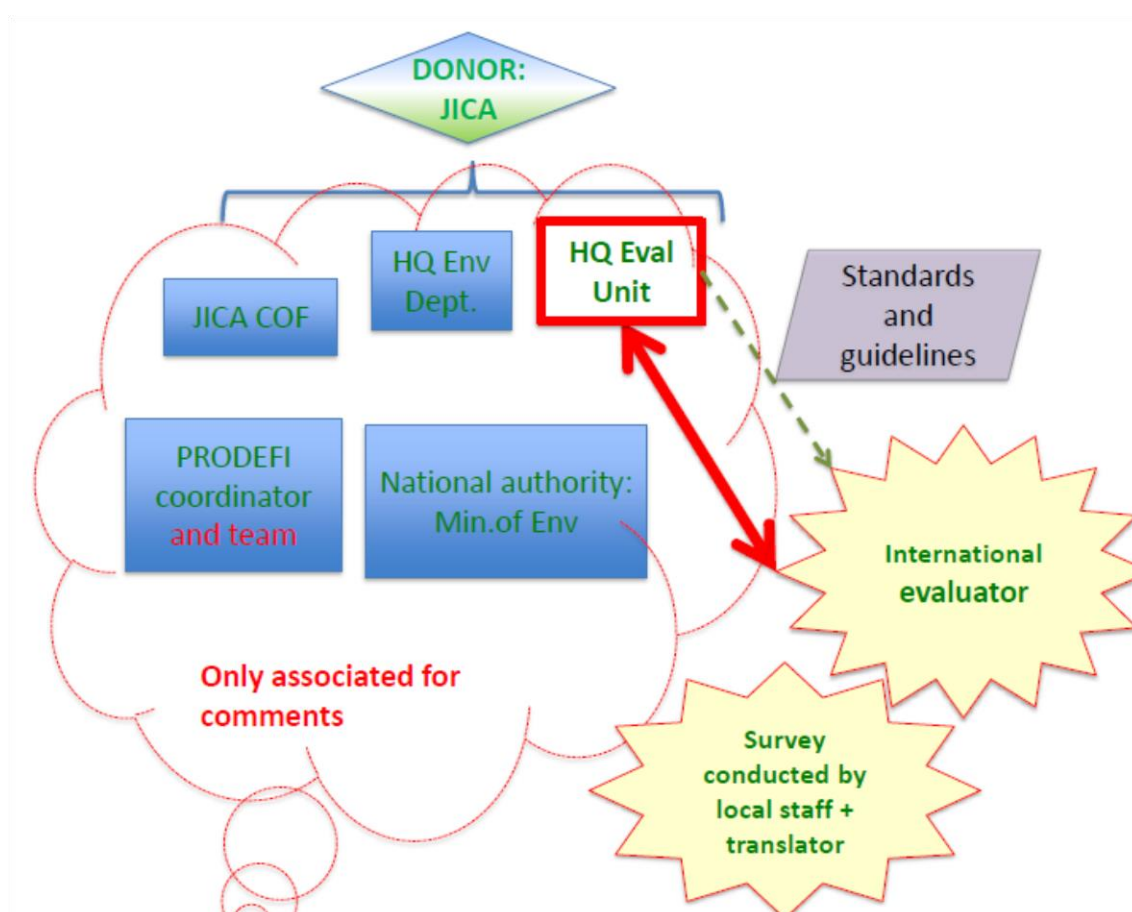 DONOR:
JICA
HQ Eval
Unit
HQ Env
Dept.
JICA COF
Standards
and
guidelines
PRODEFI
coordinator
and team
National authority:
Min.of Env
International
evaluator
Only associated for
comments
Survey
conducted by
local staff +
translator